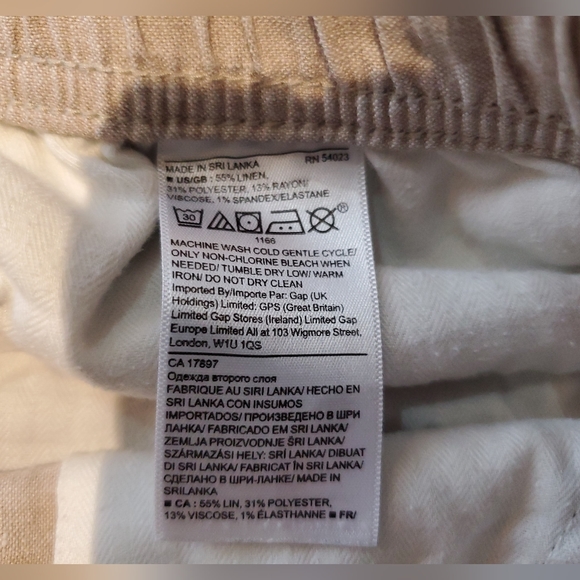 MADE IN SRI LANKA RN 54023
■ US/GB : 55% LINEN,
31% POLYESTER, 13% RAYON/
VISCOSE, 1% SPANDEX/ELASTANE
30 ®
1166
MACHINE WASH COLD GENTLE CYCLE/
ONLY NON-CHLORINE BLEACH WHEN
NEEDED/ TUMBLE DRY LOW/ WARM
IRON/ DO NOT DRY CLEAN
Imported By/Importe Par: Gap (UK
Holdings) Limited: GPS (Great Britain)
Limited Gap Stores (Ireland) Limited Gap
Europe Limited All at 103 Wigmore Street,
London, W1U 1QS
CA 17897
Одежда второго слоя
FABRIQUE AU SIRI LANKA/ HECHO EN
SRI LANKA CON INSUMOS
IMPORTADOS/ ПРОИЗВЕДЕНО В ШРИ
ЛАНКА/ FABRICADO EM SRI LANKA/
ZEMLJA PROIZVODNJE ŠRI LANKA/
SZÁRMAZÁSI HELY: SRÍ LANKA/ DIBUAT
DI SRI LANKA/ FABRICAT ÎN SRI LANKA/
СДЕЛАНО В ШРИ-ЛАНКЕ/ MADE IN
SRILANKA
■ CA : 55% LIN, 31% POLYESTER,
13% VISCOSE, 1% ÉLASTHANNE ■ FR/